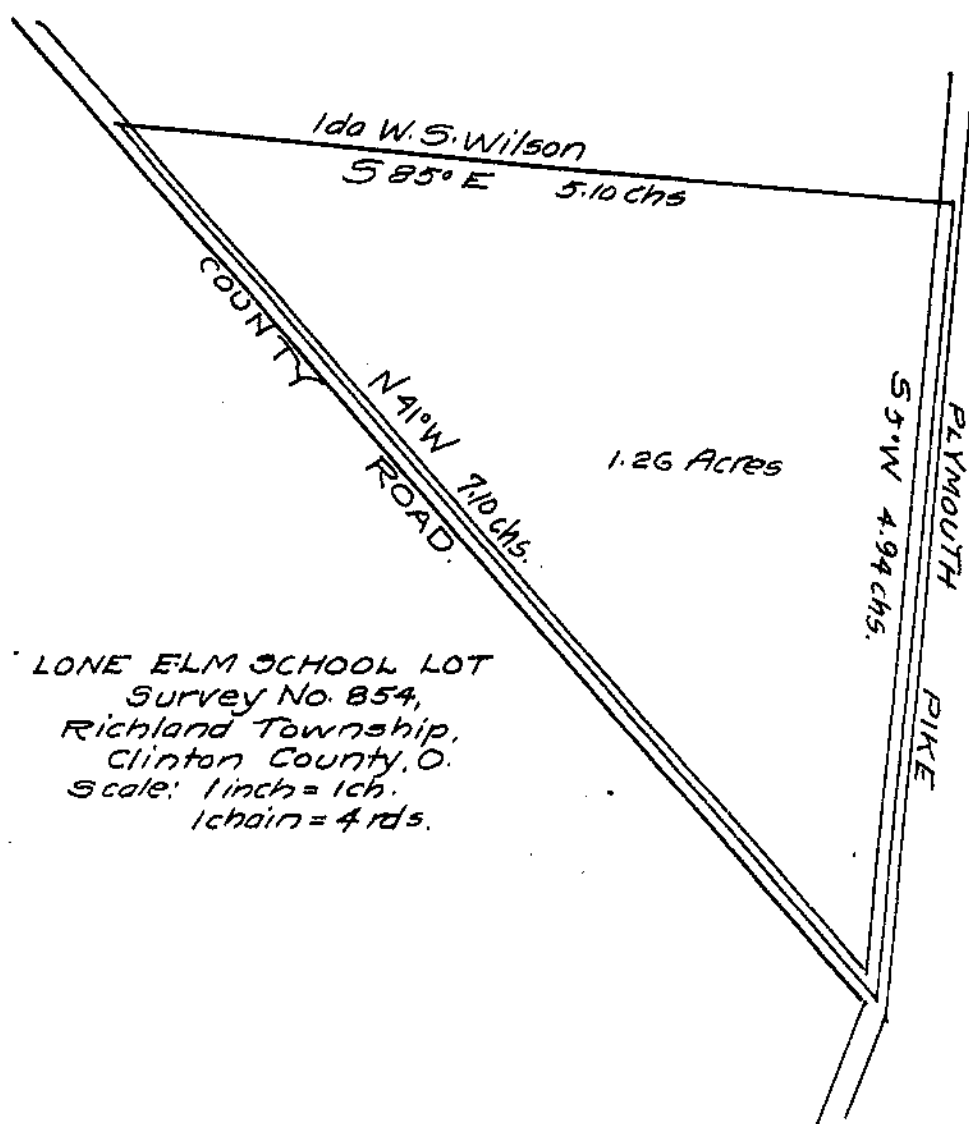 Ida W. S. Wilson
S 85° E 5.10 chs
COUNTY ROAD.
N 41° W 7.10 chs.
1.26 Acres
S 5° W 4.94 chs.
PLYMOUTH PIKE
LONE ELM SCHOOL LOT
Survey No. 854,
Richland Township,
Clinton County, O.
Scale: 1 inch = 1 ch.
1 chain = 4 rds.